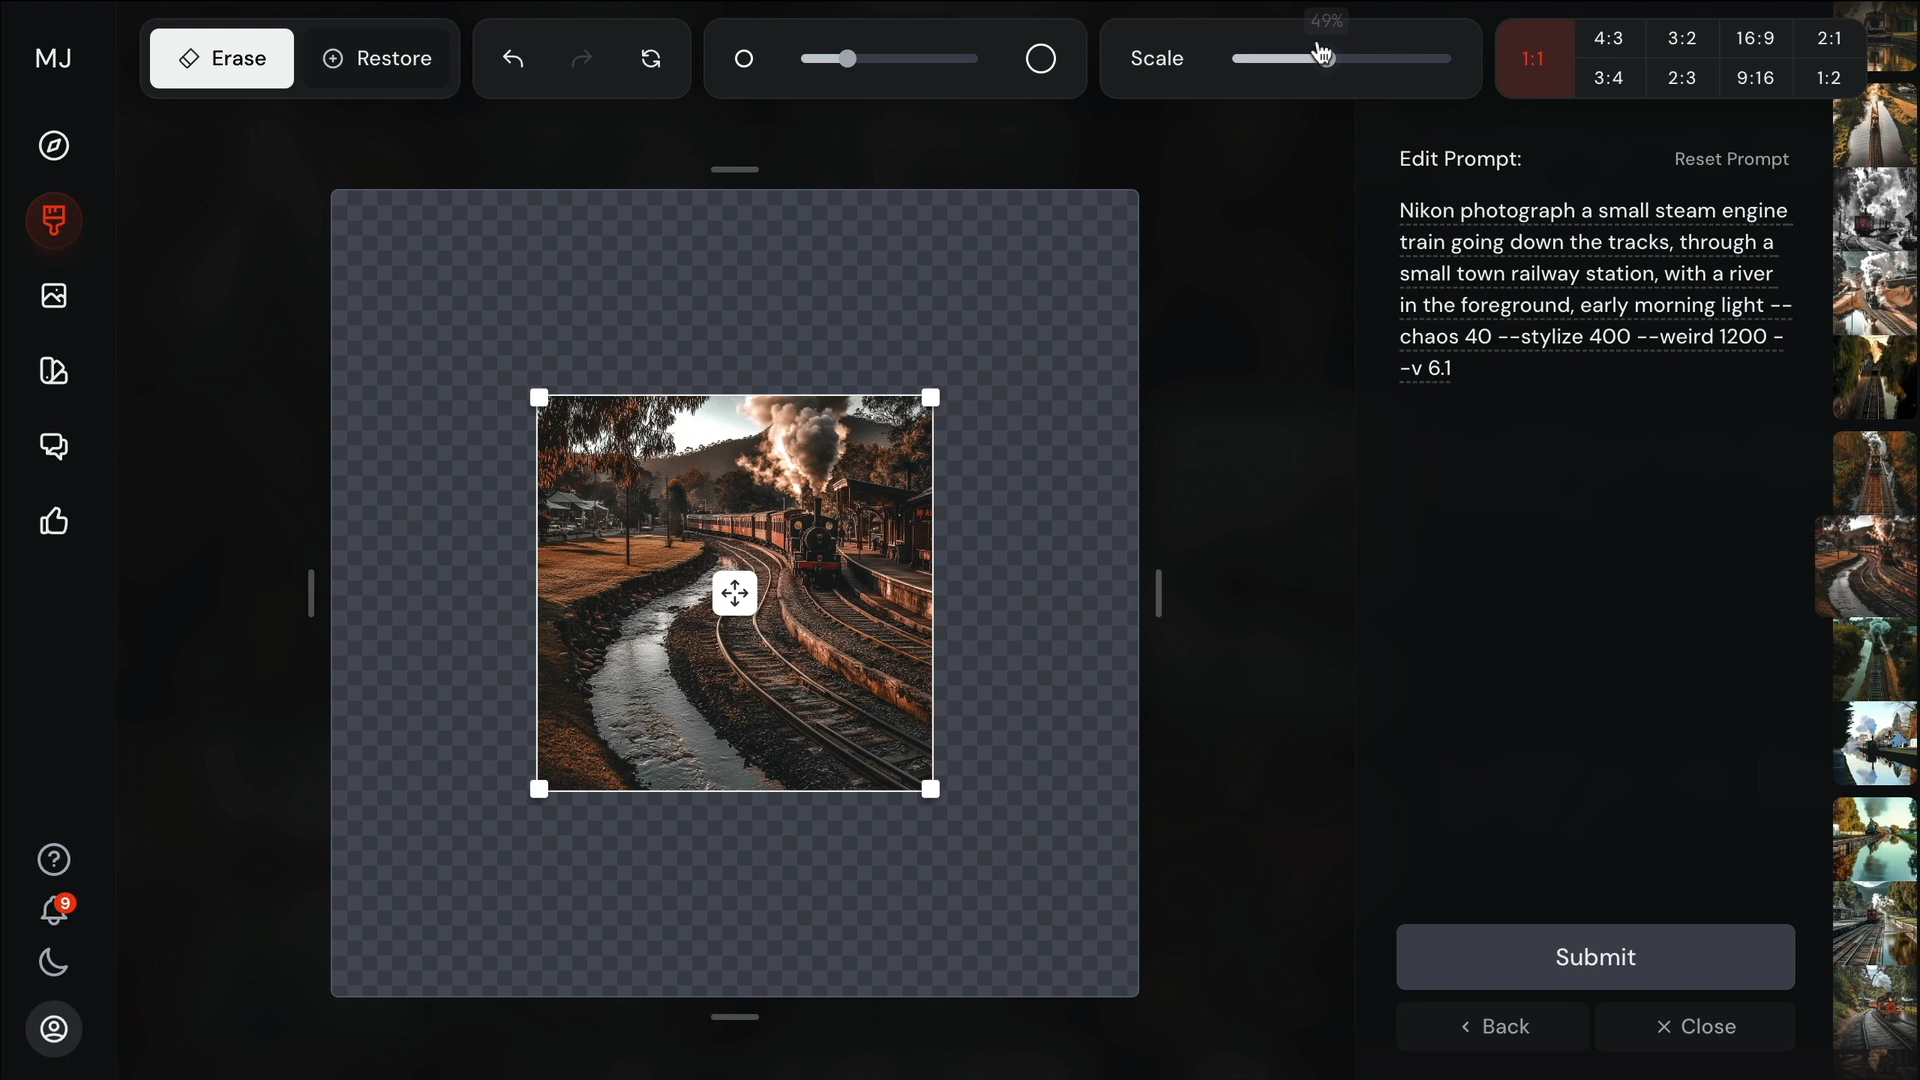 MJ
Erase
Restore
Scale
49%
1:1
4:3
3:2
16:9
2:1
3:4
2:3
9:16
1:2
Edit Prompt:
Reset Prompt
Nikon photograph a small steam engine
train going down the tracks, through a
small town railway station, with a river
in the foreground, early morning light --
chaos 40 --stylize 400 --weird 1200 -
-v 6.1
9
Submit
Back
Close